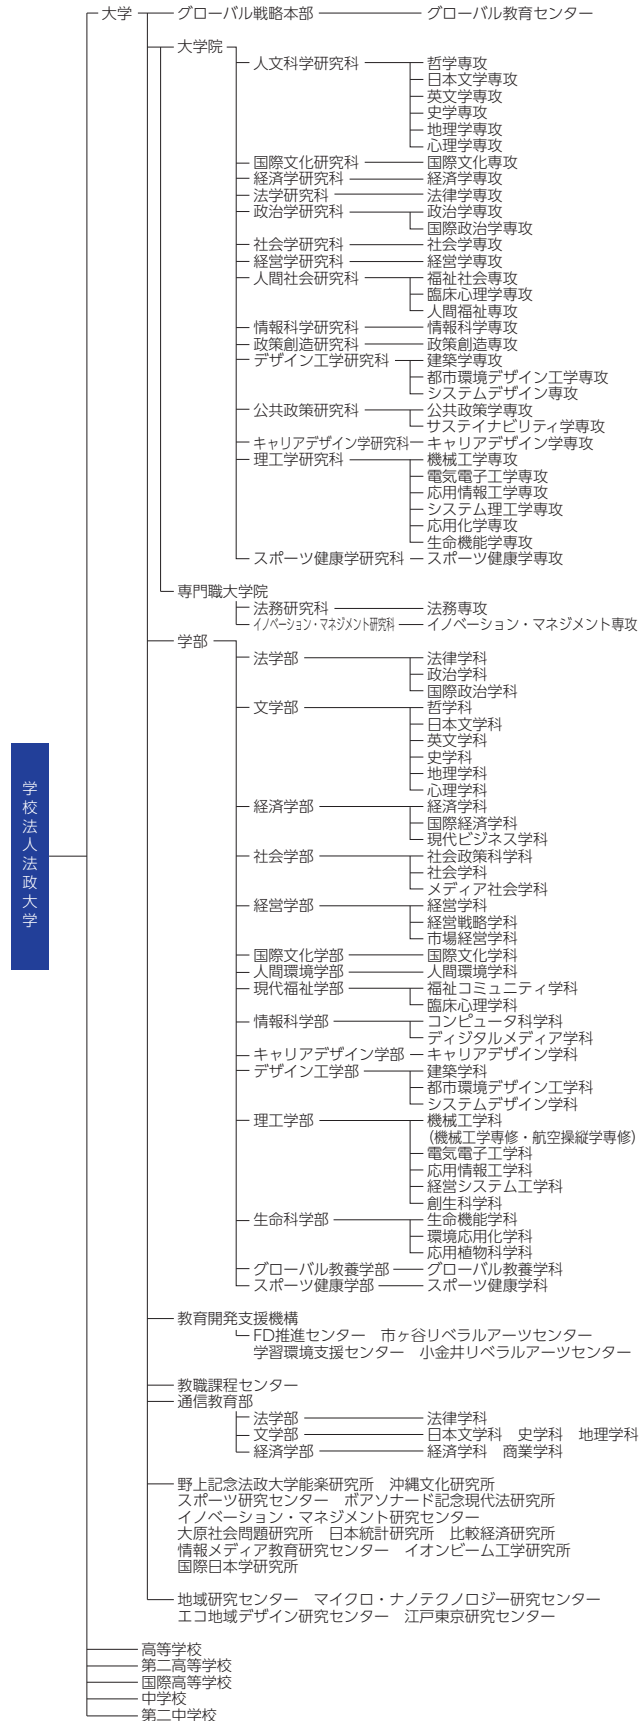 学校法人法政大学
大学
グローバル戦略本部 グローバル教育センター
大学院
人文科学研究科 哲学専攻
日本文学専攻
英文学専攻
史学専攻
地理学専攻
心理学専攻
国際文化研究科 国際文化専攻
経済学研究科 経済学専攻
法学研究科 法律学専攻
政治学研究科 政治学専攻
国際政治学専攻
社会学研究科 社会学専攻
経営学研究科 経営学専攻
人間社会研究科 福祉社会専攻
臨床心理学専攻
人間福祉専攻
情報科学研究科 情報科学専攻
政策創造研究科 政策創造専攻
デザイン工学研究科 建築学専攻
都市環境デザイン工学専攻
システムデザイン専攻
公共政策研究科 公共政策学専攻
サステイナビリティ学専攻
キャリアデザイン学研究科 キャリアデザイン学専攻
理工学研究科 機械工学専攻
電気電子工学専攻
応用情報工学専攻
システム理工学専攻
応用化学専攻
生命機能学専攻
スポーツ健康学研究科 スポーツ健康学専攻
専門職大学院
法務研究科 法務専攻
イノベーション・マネジメント研究科 イノベーション・マネジメント専攻
学部
法学部 法律学科
政治学科
国際政治学科
文学部 哲学科
日本文学科
英文学科
史学科
地理学科
心理学科
経済学部 経済学科
国際経済学科
現代ビジネス学科
社会学部 社会政策科学科
社会学科
メディア社会学科
経営学部 経営学科
経営戦略学科
市場経営学科
国際文化学部 国際文化学科
人間環境学部 人間環境学科
現代福祉学部 福祉コミュニティ学科
臨床心理学科
情報科学部 コンピュータ科学科
ディジタルメディア学科
キャリアデザイン学部 キャリアデザイン学科
デザイン工学部 建築学科
都市環境デザイン工学科
システムデザイン学科
理工学部 機械工学科
(機械工学専修・航空操縦学専修)
電気電子工学科
応用情報工学科
経営システム工学科
創生科学科
生命科学部 生命機能学科
環境応用化学科
応用植物科学科
グローバル教養学部 グローバル教養学科
スポーツ健康学部 スポーツ健康学科
教育開発支援機構
FD推進センター 市ヶ谷リベラルアーツセンター
学習環境支援センター 小金井リベラルアーツセンター
教職課程センター
通信教育部
法学部 法律学科
文学部 日本文学科 史学科 地理学科
経済学部 経済学科 商業学科
野上記念法政大学能楽研究所 沖縄文化研究所
スポーツ研究センター ボアソナード記念現代法研究所
イノベーション・マネジメント研究センター
大原社会問題研究所 日本統計研究所 比較経済研究所
情報メディア教育研究センター イオンビーム工学研究所
国際日本学研究所
地域研究センター マイクロ・ナノテクノロジー研究センター
エコ地域デザイン研究センター 江戸東京研究センター
高等学校
第二高等学校
国際高等学校
中学校
第二中学校